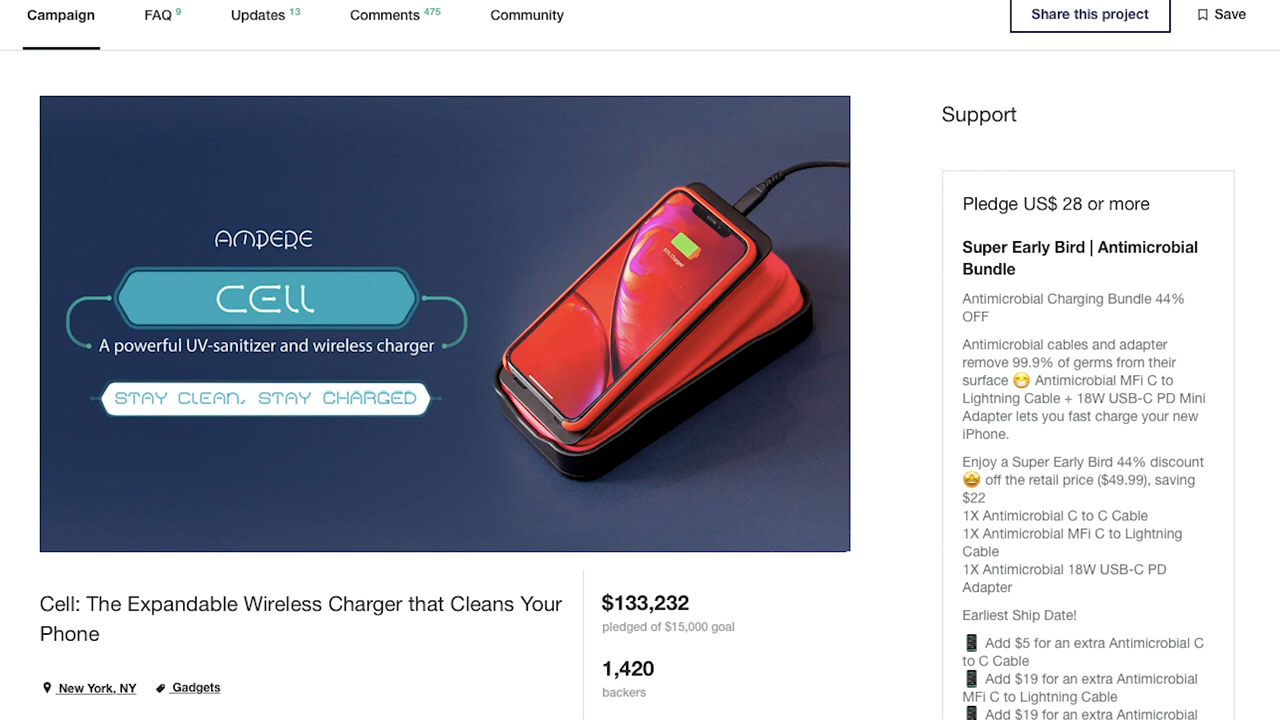 Campaign
FAQ 9
Updates 13
Comments 475
Community
Share this project
Save
AMPERE
CELL
A powerful UV-sanitizer and wireless charger
STAY CLEAN, STAY CHARGED
Cell: The Expandable Wireless Charger that Cleans Your
Phone
New York, NY
Gadgets
$133,232
pledged of $15,000 goal
1,420
backers
Support
Pledge US$ 28 or more
Super Early Bird | Antimicrobial
Bundle
Antimicrobial Charging Bundle 44%
OFF
Antimicrobial cables and adapter
remove 99.9% of germs from their
surface 😷 Antimicrobial MFi C to
Lightning Cable + 18W USB-C PD Mini
Adapter lets you fast charge your new
iPhone.
Enjoy a Super Early Bird 44% discount
🤩 off the retail price ($49.99), saving
$22
1X Antimicrobial C to C Cable
1X Antimicrobial MFi C to Lightning
Cable
1X Antimicrobial 18W USB-C PD
Adapter
Earliest Ship Date!
📱 Add $5 for an extra Antimicrobial C
to C Cable
📱 Add $19 for an extra Antimicrobial
MFi C to Lightning Cable
📱 Add $19 for an extra Antimicrobial